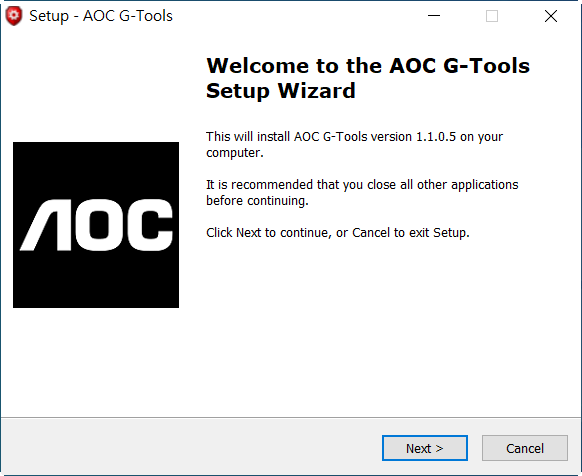 Setup - AOC G-Tools
Welcome to the AOC G-Tools
Setup Wizard
This will install AOC G-Tools version 1.1.0.5 on your
computer.
It is recommended that you close all other applications
before continuing.
Click Next to continue, or Cancel to exit Setup.
AOC
Next >
Cancel